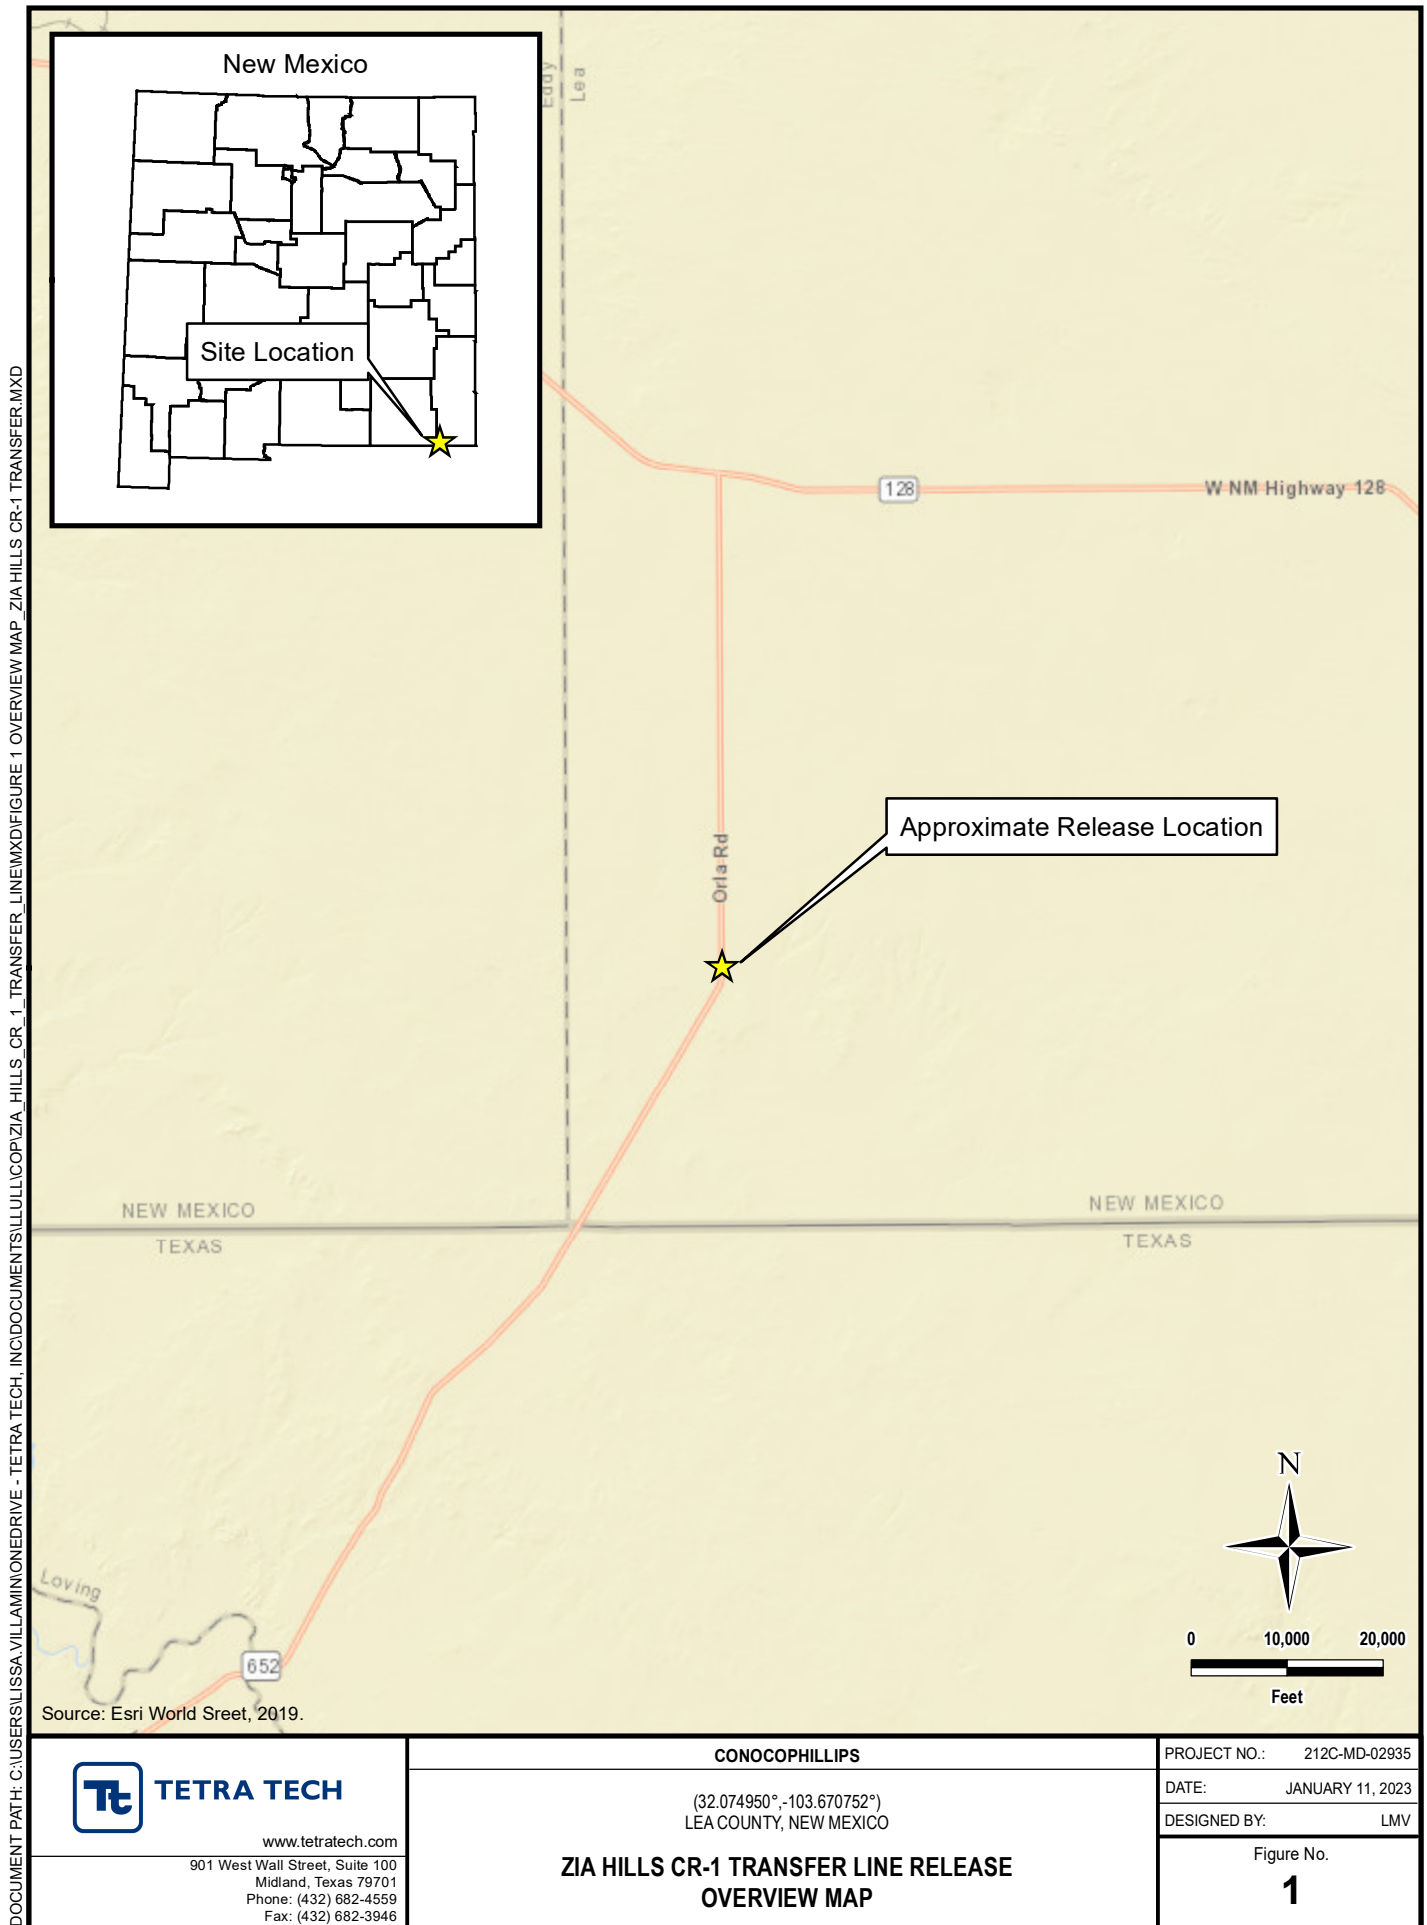 New Mexico
Site Location
Eddy
Lea
128
W NM Highway 128
Approximate Release Location
Orla Rd
NEW MEXICO
TEXAS
NEW MEXICO
TEXAS
Loving
652
N
0 10,000 20,000
Feet
Source: Esri World Sreet, 2019.
DOCUMENT PATH: C:\USERS\LISSA.VILLAMIN\ONEDRIVE - TETRA TECH, INC\DOCUMENTS\LLULL\COP\ZIA_HILLS_CR_1_TRANSFER_LINE\MXD\FIGURE 1 OVERVIEW MAP_ZIA HILLS CR-1 TRANSFER.MXD
Tt TETRA TECH
www.tetratech.com
901 West Wall Street, Suite 100
Midland, Texas 79701
Phone: (432) 682-4559
Fax: (432) 682-3946
CONOCOPHILLIPS
(32.074950°,-103.670752°)
LEA COUNTY, NEW MEXICO
ZIA HILLS CR-1 TRANSFER LINE RELEASE
OVERVIEW MAP
PROJECT NO.: 212C-MD-02935
DATE: JANUARY 11, 2023
DESIGNED BY: LMV
Figure No.
1